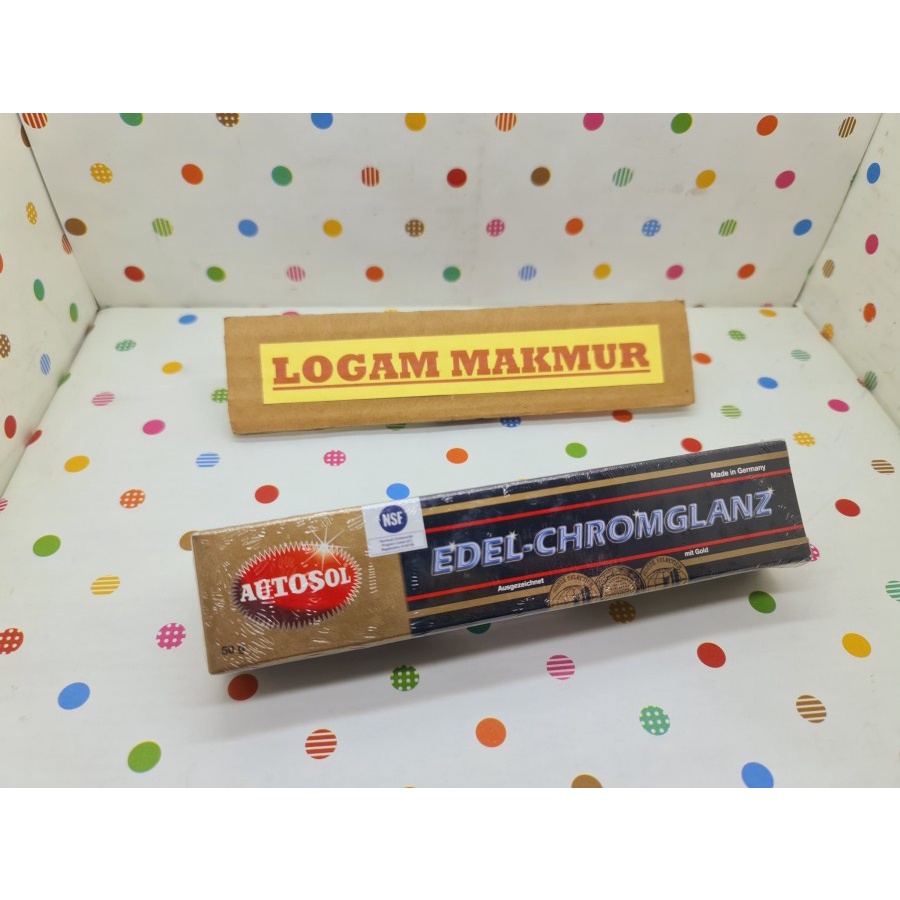 LOGAM MAKMUR
Made in Germany
NSF
EDEL-CHROMGLANZ
AUTOSOL
Ausgezeichnet
mit Gold
50 g